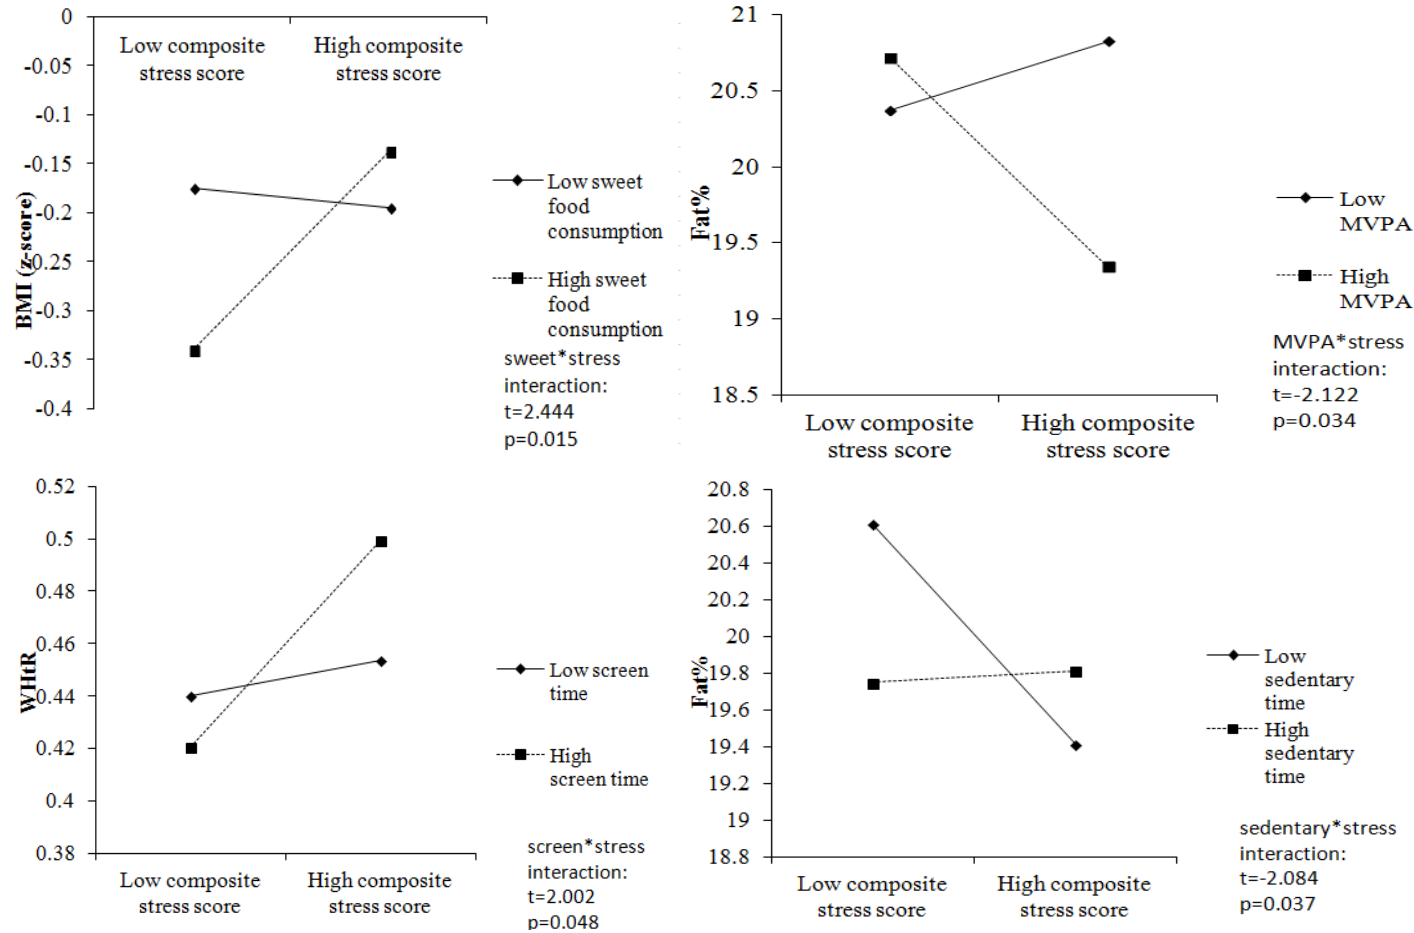 0
-0.05
-0.1
-0.15
-0.2
-0.25
-0.3
-0.35
-0.4
BMI (z-score)
Low composite
stress score
High composite
stress score
Low sweet
food
consumption
High sweet
food
consumption
sweet*stress
interaction:
t=2.444
p=0.015
21
20.5
20
19.5
19
18.5
Fat%
Low composite
stress score
High composite
stress score
Low
MVPA
High
MVPA
MVPA*stress
interaction:
t=-2.122
p=0.034
0.52
0.5
0.48
0.46
0.44
0.42
0.4
0.38
WHtR
Low composite
stress score
High composite
stress score
Low screen
time
High
screen time
screen*stress
interaction:
t=2.002
p=0.048
20.8
20.6
20.4
20.2
20
19.8
19.6
19.4
19.2
19
18.8
Fat%
Low composite
stress score
High composite
stress score
Low
sedentary
time
High
sedentary
time
sedentary*stress
interaction:
t=-2.084
p=0.037